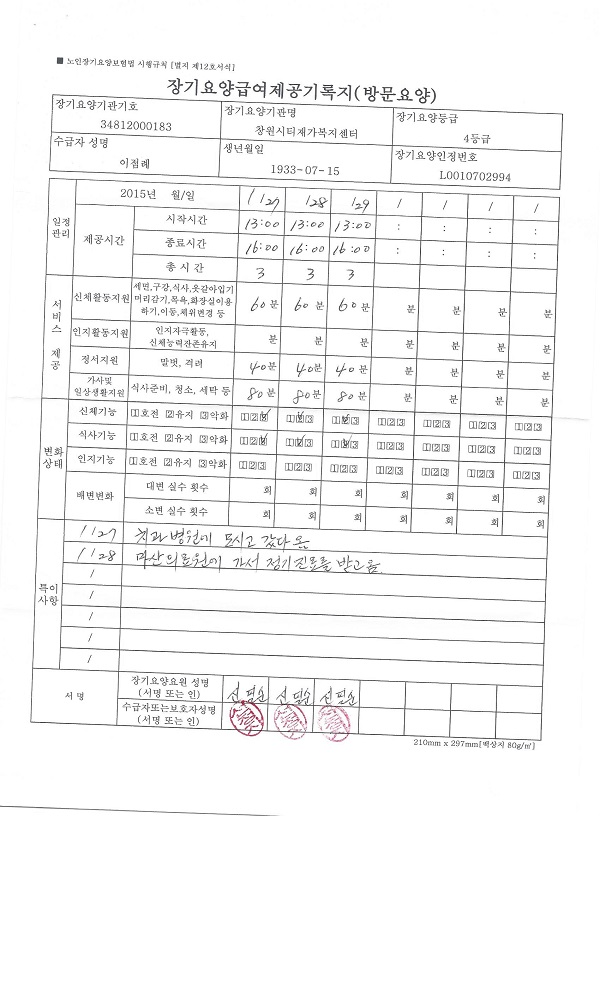 ■ 노인장기요양보험법 시행규칙 [별지 제12호서식]
장기요양급여제공기록지(방문요양)
장기요양기관기호 장기요양기관명 장기요양등급
34812000183 창원시티재가복지센터 4등급
수급자 성명 생년월일 장기요양인정번호
이점례 1933-07-15 L0010702994
일정관리 2015년 월/일 1/27 1/28 1/29 / / / /
제공시간 시작시간 13:00 13:00 13:00 : : : :
종료시간 16:00 16:00 16:00 : : : :
총 시 간 3 3 3
서비스 제공
신체활동지원 세면,구강,식사,옷갈아입기 머리감기,목욕,화장실이용 하기,이동,체위변경 등 60분 60분 60분 분 분 분 분
인지활동지원 인지자극활동, 신체능력잔존유지 분 분 분 분 분 분 분
정서지원 말벗, 격려 40분 40분 40분 분 분 분 분
가사및 일상생활지원 식사준비, 청소, 세탁 등 80분 80분 80분 분 분 분 분
변화상태
신체기능 1호전 2유지 3악화 123 123 123 123 123 123 123
식사기능 1호전 2유지 3악화 123 123 123 123 123 123 123
인지기능 1호전 2유지 3악화 123 123 123 123 123 123 123
배변변화 대변 실수 횟수 회 회 회 회 회 회 회
소변 실수 횟수 회 회 회 회 회 회 회
특이사항
1/27 치과병원에 모시고 갔다 옴
1/28 마산의료원에 가서 정기진료를 받고 옴
/
/
/
/
서 명
장기요양요원 성명 (서명 또는 인) 선필순 선필순 선필순
수급자또는보호자성명 (서명 또는 인)
210mm x 297mm[백상지 80g/㎡]